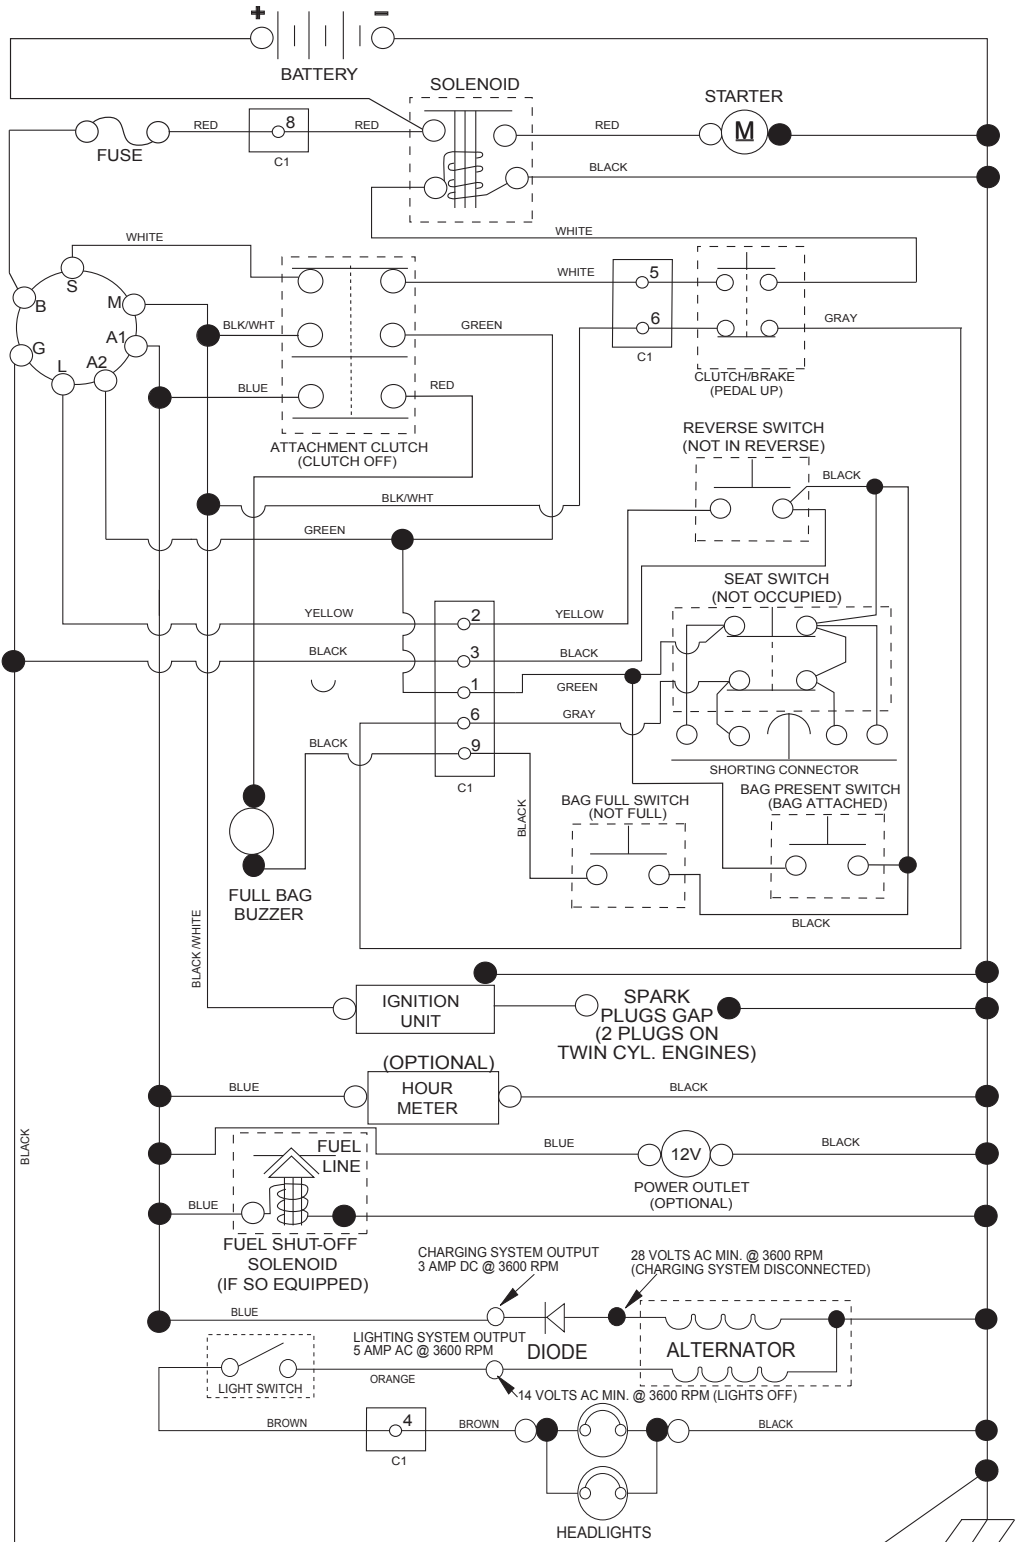 + −
BATTERY
SOLENOID
STARTER
FUSE
RED
8
RED
C1
RED
M
BLACK
WHITE
WHITE
S
B
M
G
A1
L
A2
WHITE
5
BLK/WHT
GREEN
6
GRAY
C1
CLUTCH/BRAKE
(PEDAL UP)
BLUE
RED
ATTACHMENT CLUTCH
(CLUTCH OFF)
REVERSE SWITCH
(NOT IN REVERSE)
BLACK
BLK/WHT
GREEN
SEAT SWITCH
(NOT OCCUPIED)
YELLOW
2
YELLOW
BLACK
3
BLACK
1
GREEN
6
GRAY
BLACK
9
C1
SHORTING CONNECTOR
BAG PRESENT SWITCH
(BAG ATTACHED)
BAG FULL SWITCH
(NOT FULL)
BLACK
FULL BAG
BUZZER
BLACK
BLACK /WHITE
IGNITION
UNIT
SPARK
PLUGS GAP
(2 PLUGS ON
TWIN CYL. ENGINES)
(OPTIONAL)
BLUE
HOUR
METER
BLACK
BLACK
FUEL
LINE
BLUE
12V
BLACK
POWER OUTLET
(OPTIONAL)
BLUE
FUEL SHUT-OFF
SOLENOID
(IF SO EQUIPPED)
CHARGING SYSTEM OUTPUT
3 AMP DC @ 3600 RPM
28 VOLTS AC MIN. @ 3600 RPM
(CHARGING SYSTEM DISCONNECTED)
BLUE
DIODE
ALTERNATOR
LIGHTING SYSTEM OUTPUT
5 AMP AC @ 3600 RPM
LIGHT SWITCH
ORANGE
14 VOLTS AC MIN. @ 3600 RPM (LIGHTS OFF)
BROWN
4
BROWN
BLACK
C1
HEADLIGHTS